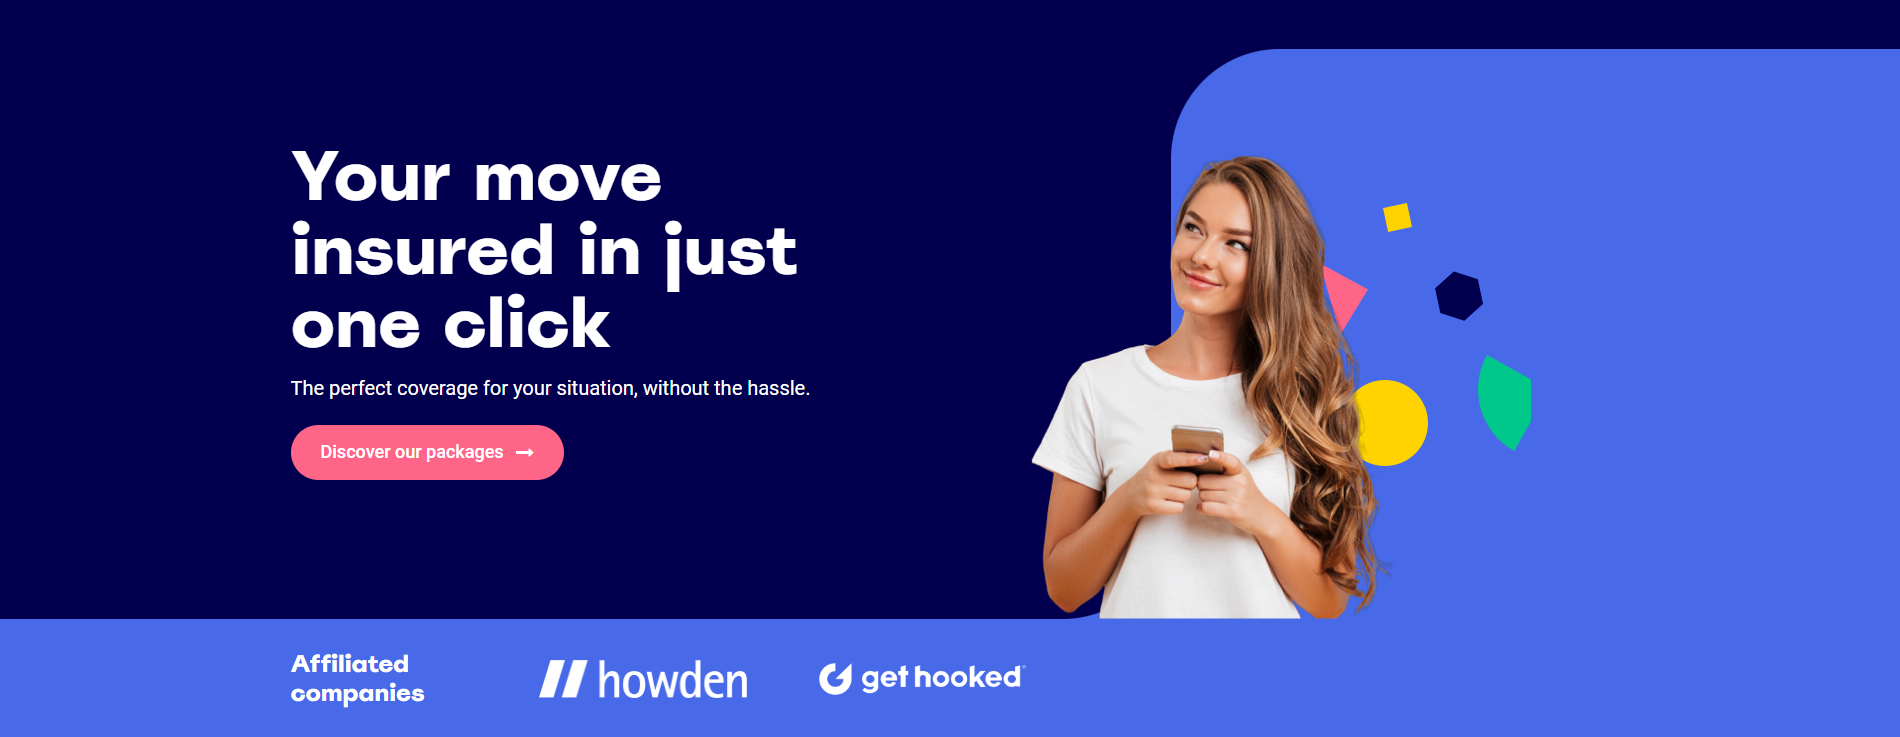 Your move
insured in just
one click
The perfect coverage for your situation, without the hassle.
Discover our packages
Affiliated
companies
howden
get hooked